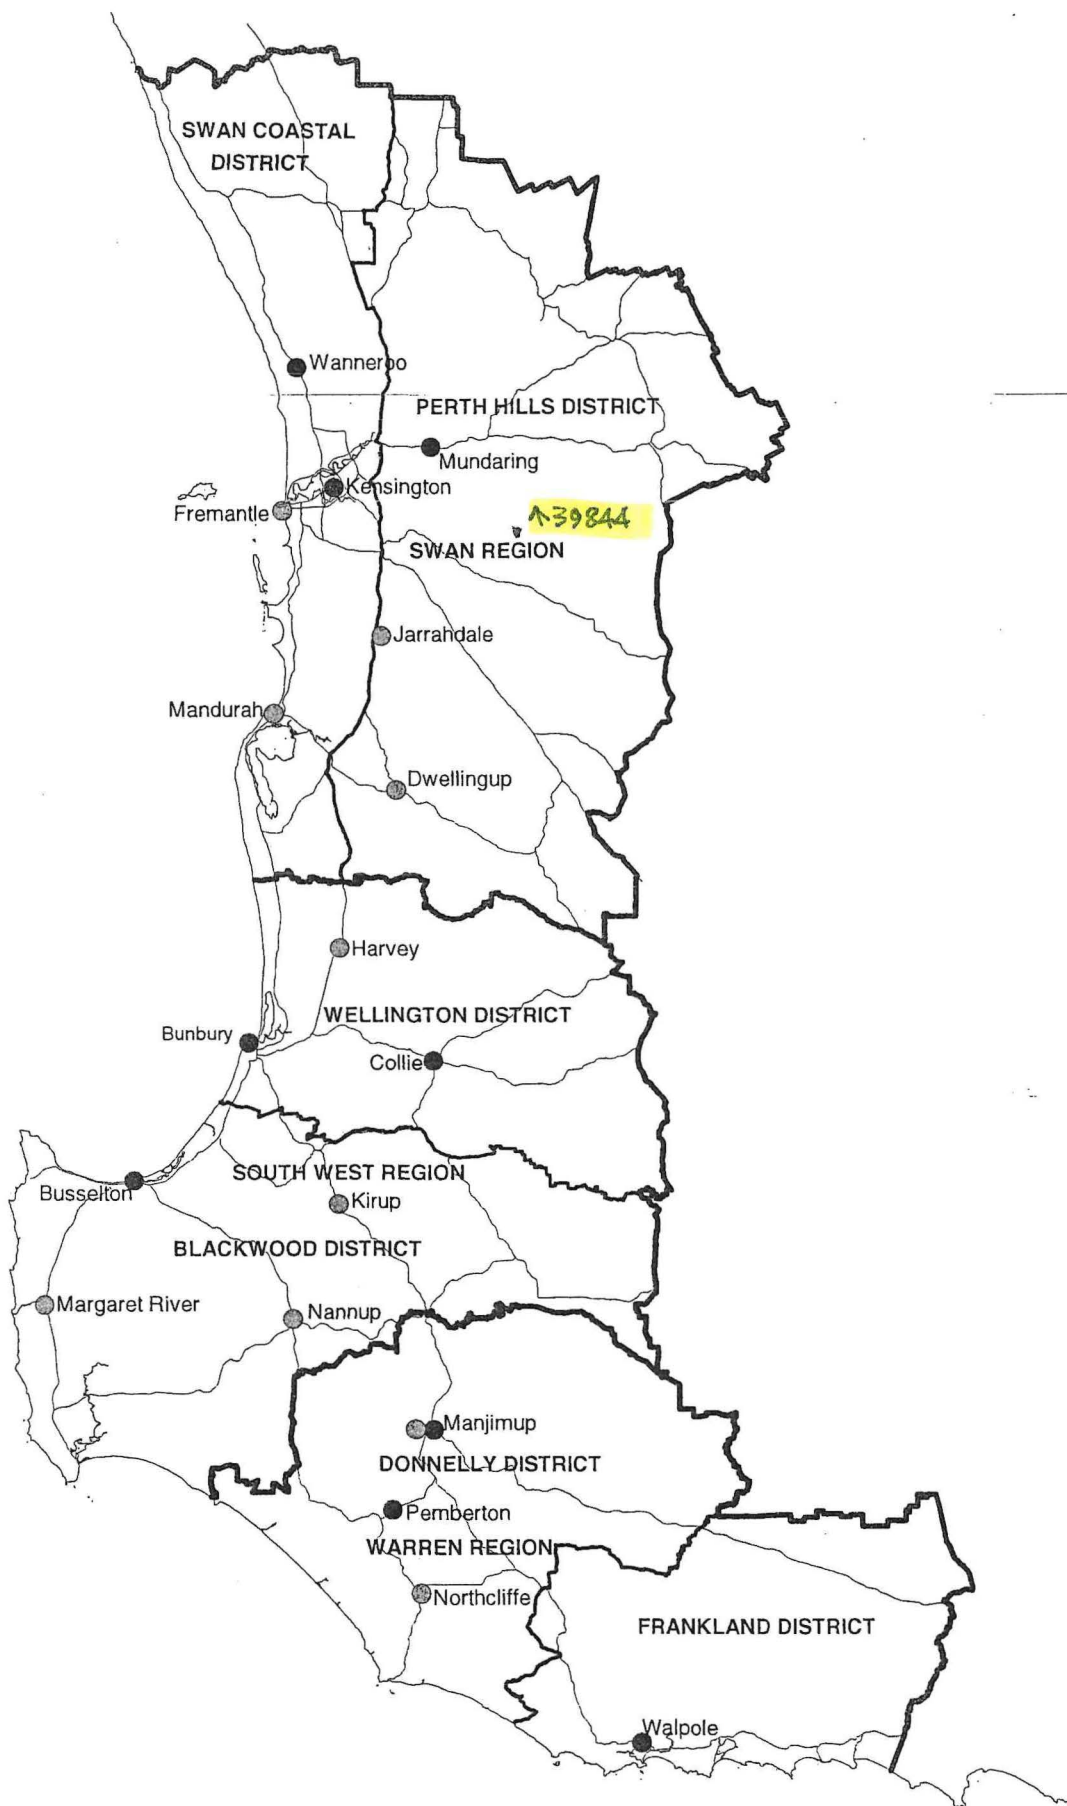 SWAN COASTAL
DISTRICT
Wanneroo
PERTH HILLS DISTRICT
Mundaring
Kensington
Fremantle
↑39844
SWAN REGION
Jarrahdale
Mandurah
Dwellingup
Harvey
WELLINGTON DISTRICT
Bunbury
Collie
SOUTH WEST REGION
Busselton
Kirup
BLACKWOOD DISTRICT
Margaret River
Nannup
Manjimup
DONNELLY DISTRICT
Pemberton
WARREN REGION
Northcliffe
FRANKLAND DISTRICT
Walpole